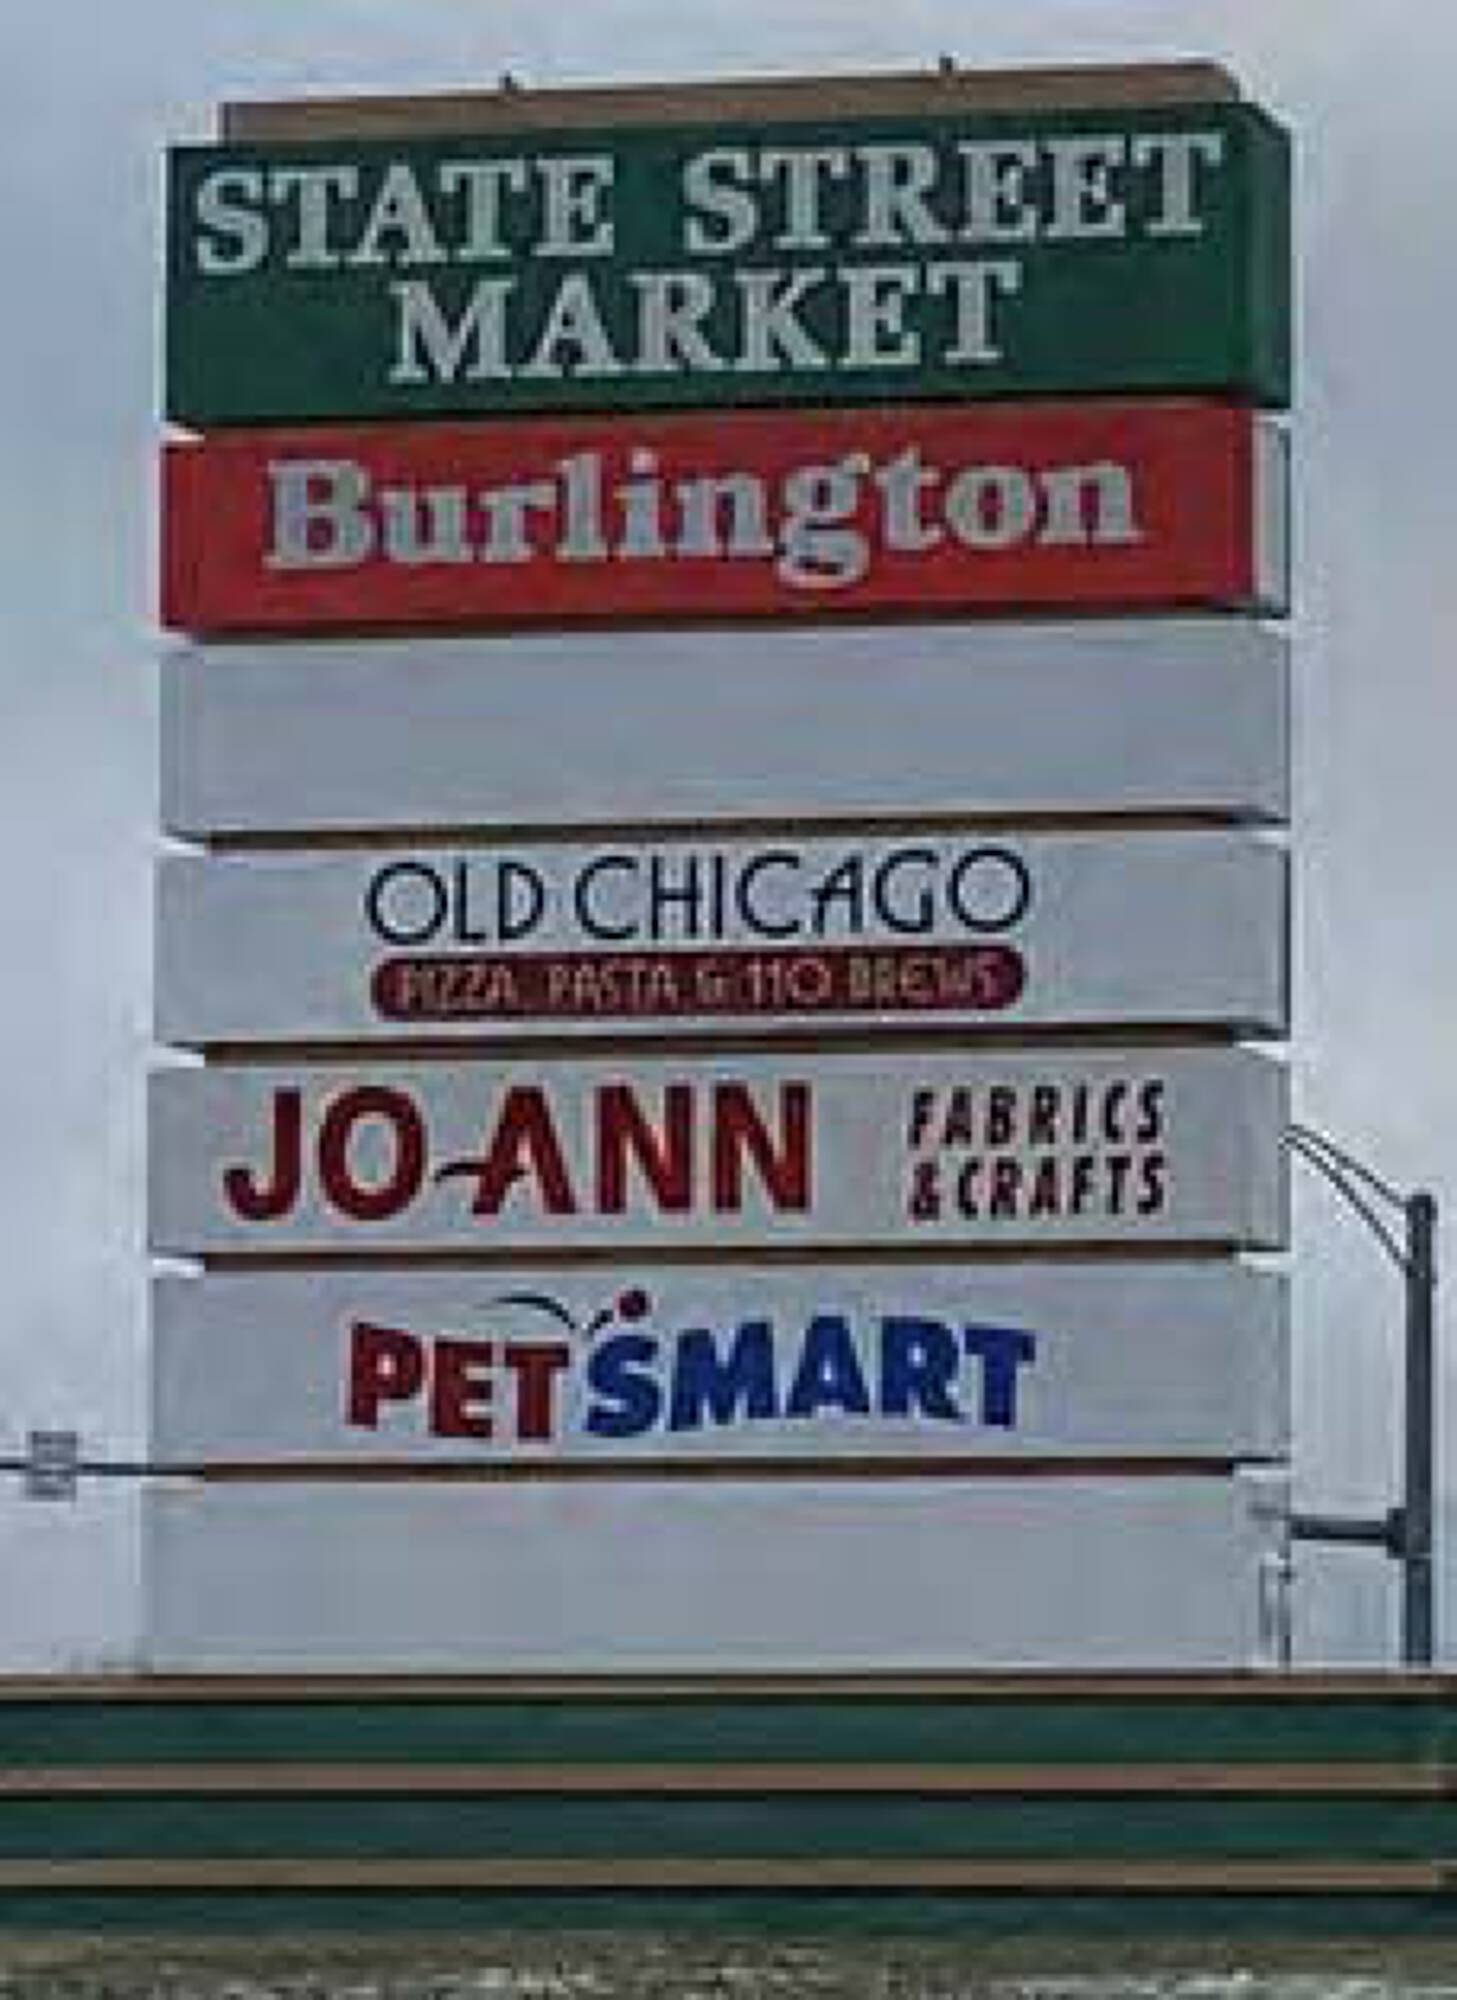 STATE STREET
MARKET
Burlington
OLD CHICAGO
PIZZA PASTA & 110 BREWS
JO-ANN FABRICS
& CRAFTS
PETSMART